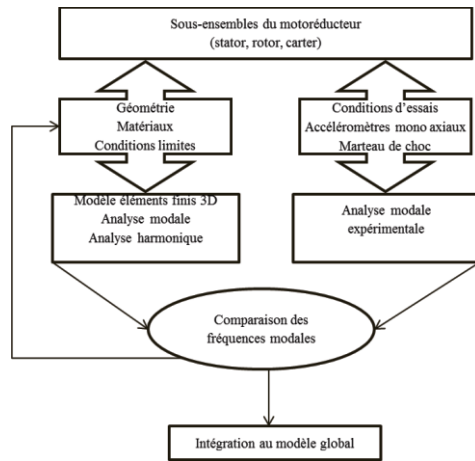 Sous-ensembles du motoréducteur
(stator, rotor, carter)
Géométrie
Matériaux
Conditions limites
Conditions d'essais
Accéléromètres mono axiaux
Marteau de choc
Modèle éléments finis 3D
Analyse modale
Analyse harmonique
Analyse modale
expérimentale
Comparaison des
fréquences modales
Intégration au modèle global